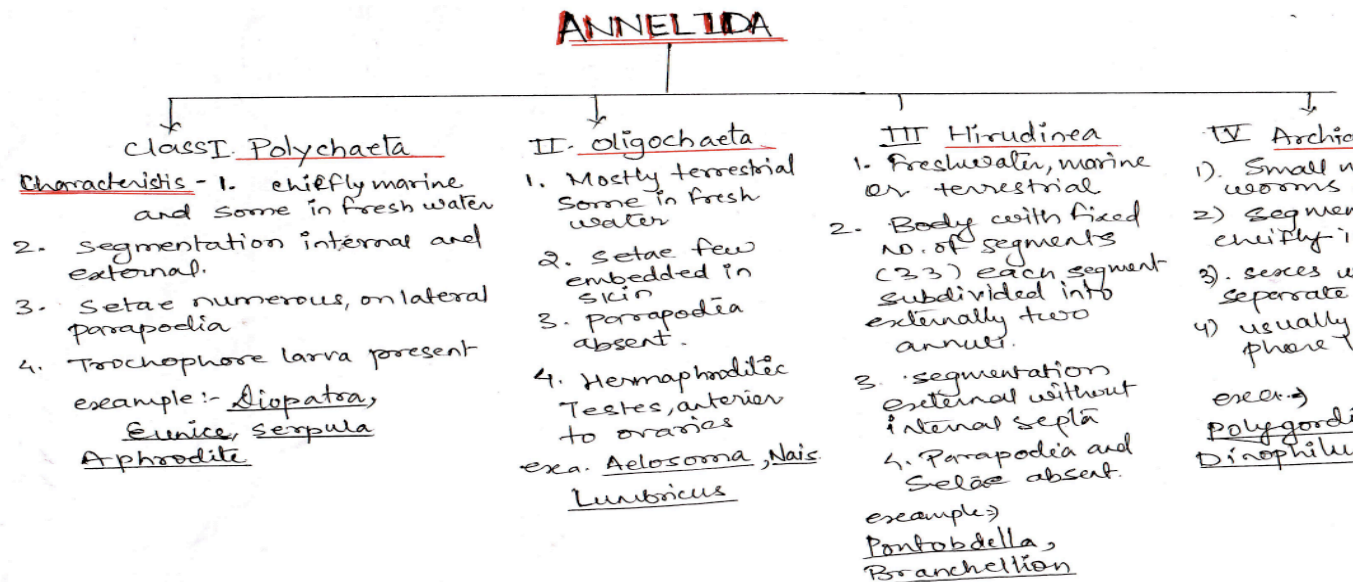 ANNELIDA
class I. Polychaeta
Characteristis - 1. chiefly marine
and some in fresh water
2. segmentation internal and
external.
3. Setae numerous, on lateral
parapodia
4. Trochophore larva present
example:- Diopatra,
Eunice, Serpula
Aphrodite
II. Oligochaeta
1. Mostly terrestrial
Some in fresh
water
2. Setae few
embedded in
skin
3. Parapodia
absent.
4. Hermaphroditic
Testes, anterior
to ovaries
exa. Aelosoma, Nais
Lumbricus
III Hirudinea
1. Freshwater, marine
or terrestrial
2. Body with fixed
no. of segments
(33) each segment
subdivided into
externally two
annuli.
3. segmentation
external without
internal septa
4. Parapodia and
Setae absent.
example:→
Pontobdella,
Branchellion
IV Archia
1). Small
worms
2) Segmen
cheifly i
3). sexes
seperate
4) usually
phore
exa:→
Polygordi
Dinophilu